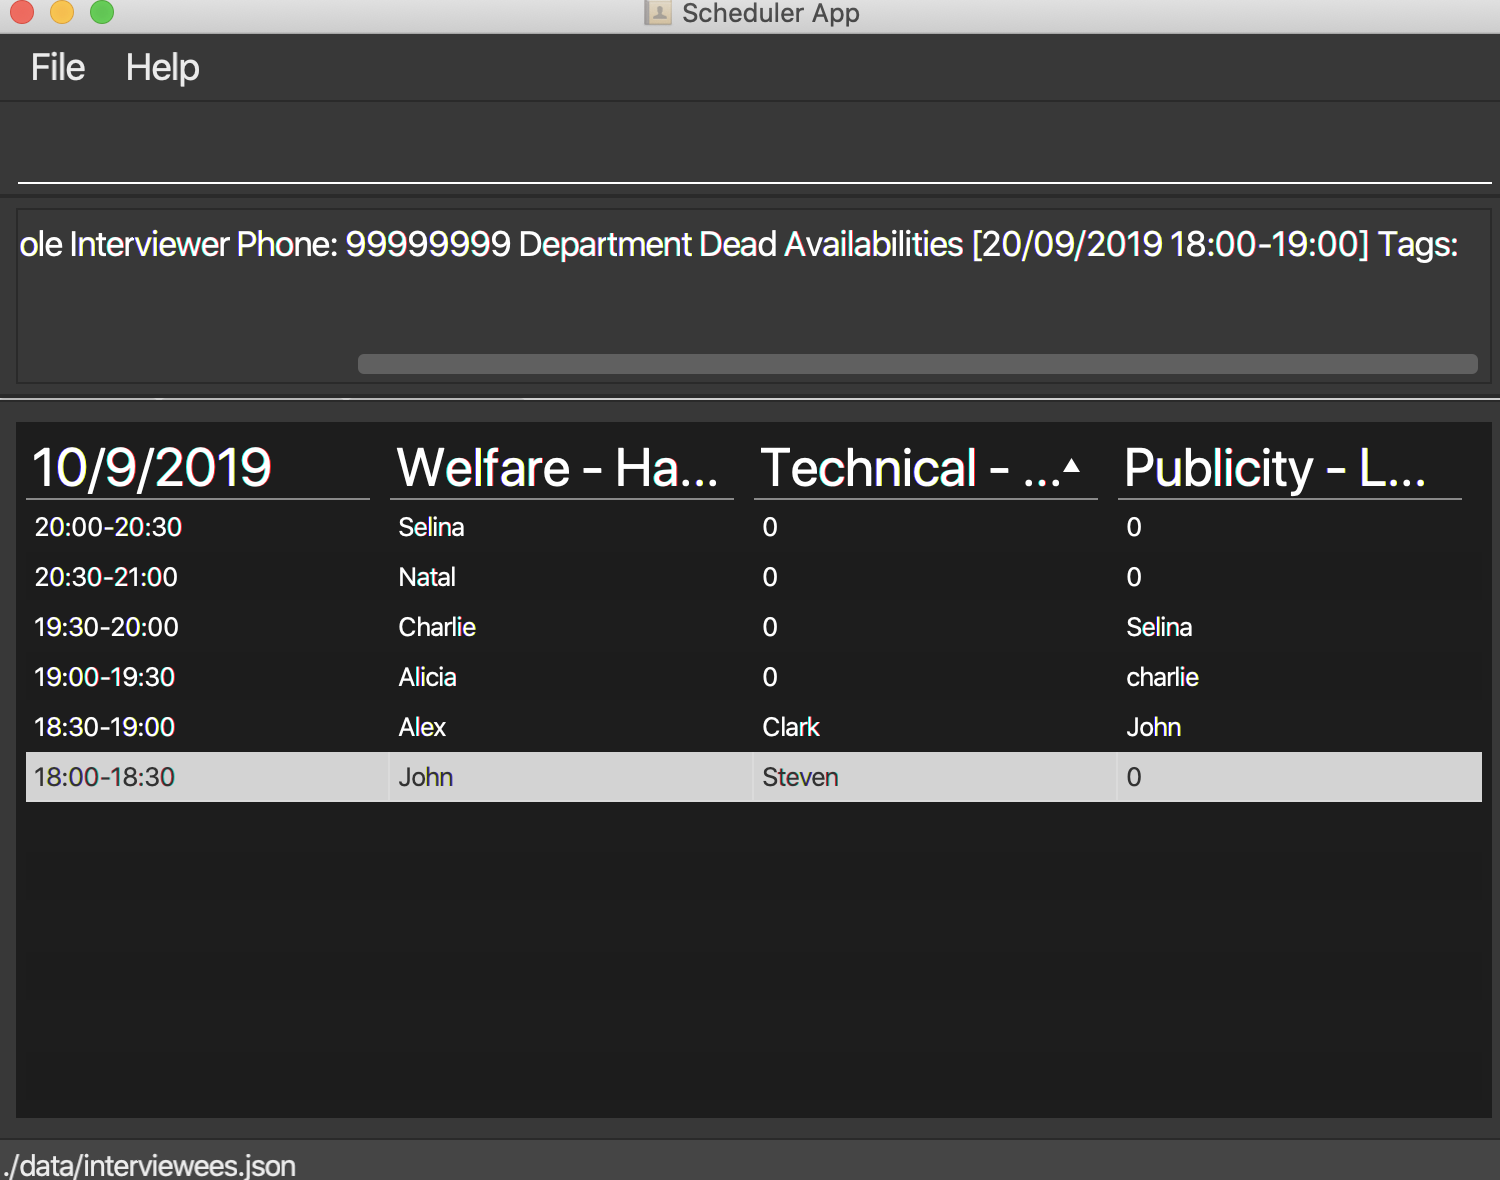 Scheduler App
File Help
ole Interviewer Phone: 99999999 Department Dead Availabilities [20/09/2019 18:00-19:00] Tags:
10/9/2019 Welfare - Ha... Technical - ... Publicity - L...
20:00-20:30 Selina 0 0
20:30-21:00 Natal 0 0
19:30-20:00 Charlie 0 Selina
19:00-19:30 Alicia 0 charlie
18:30-19:00 Alex Clark John
18:00-18:30 John Steven 0
./data/interviewees.json